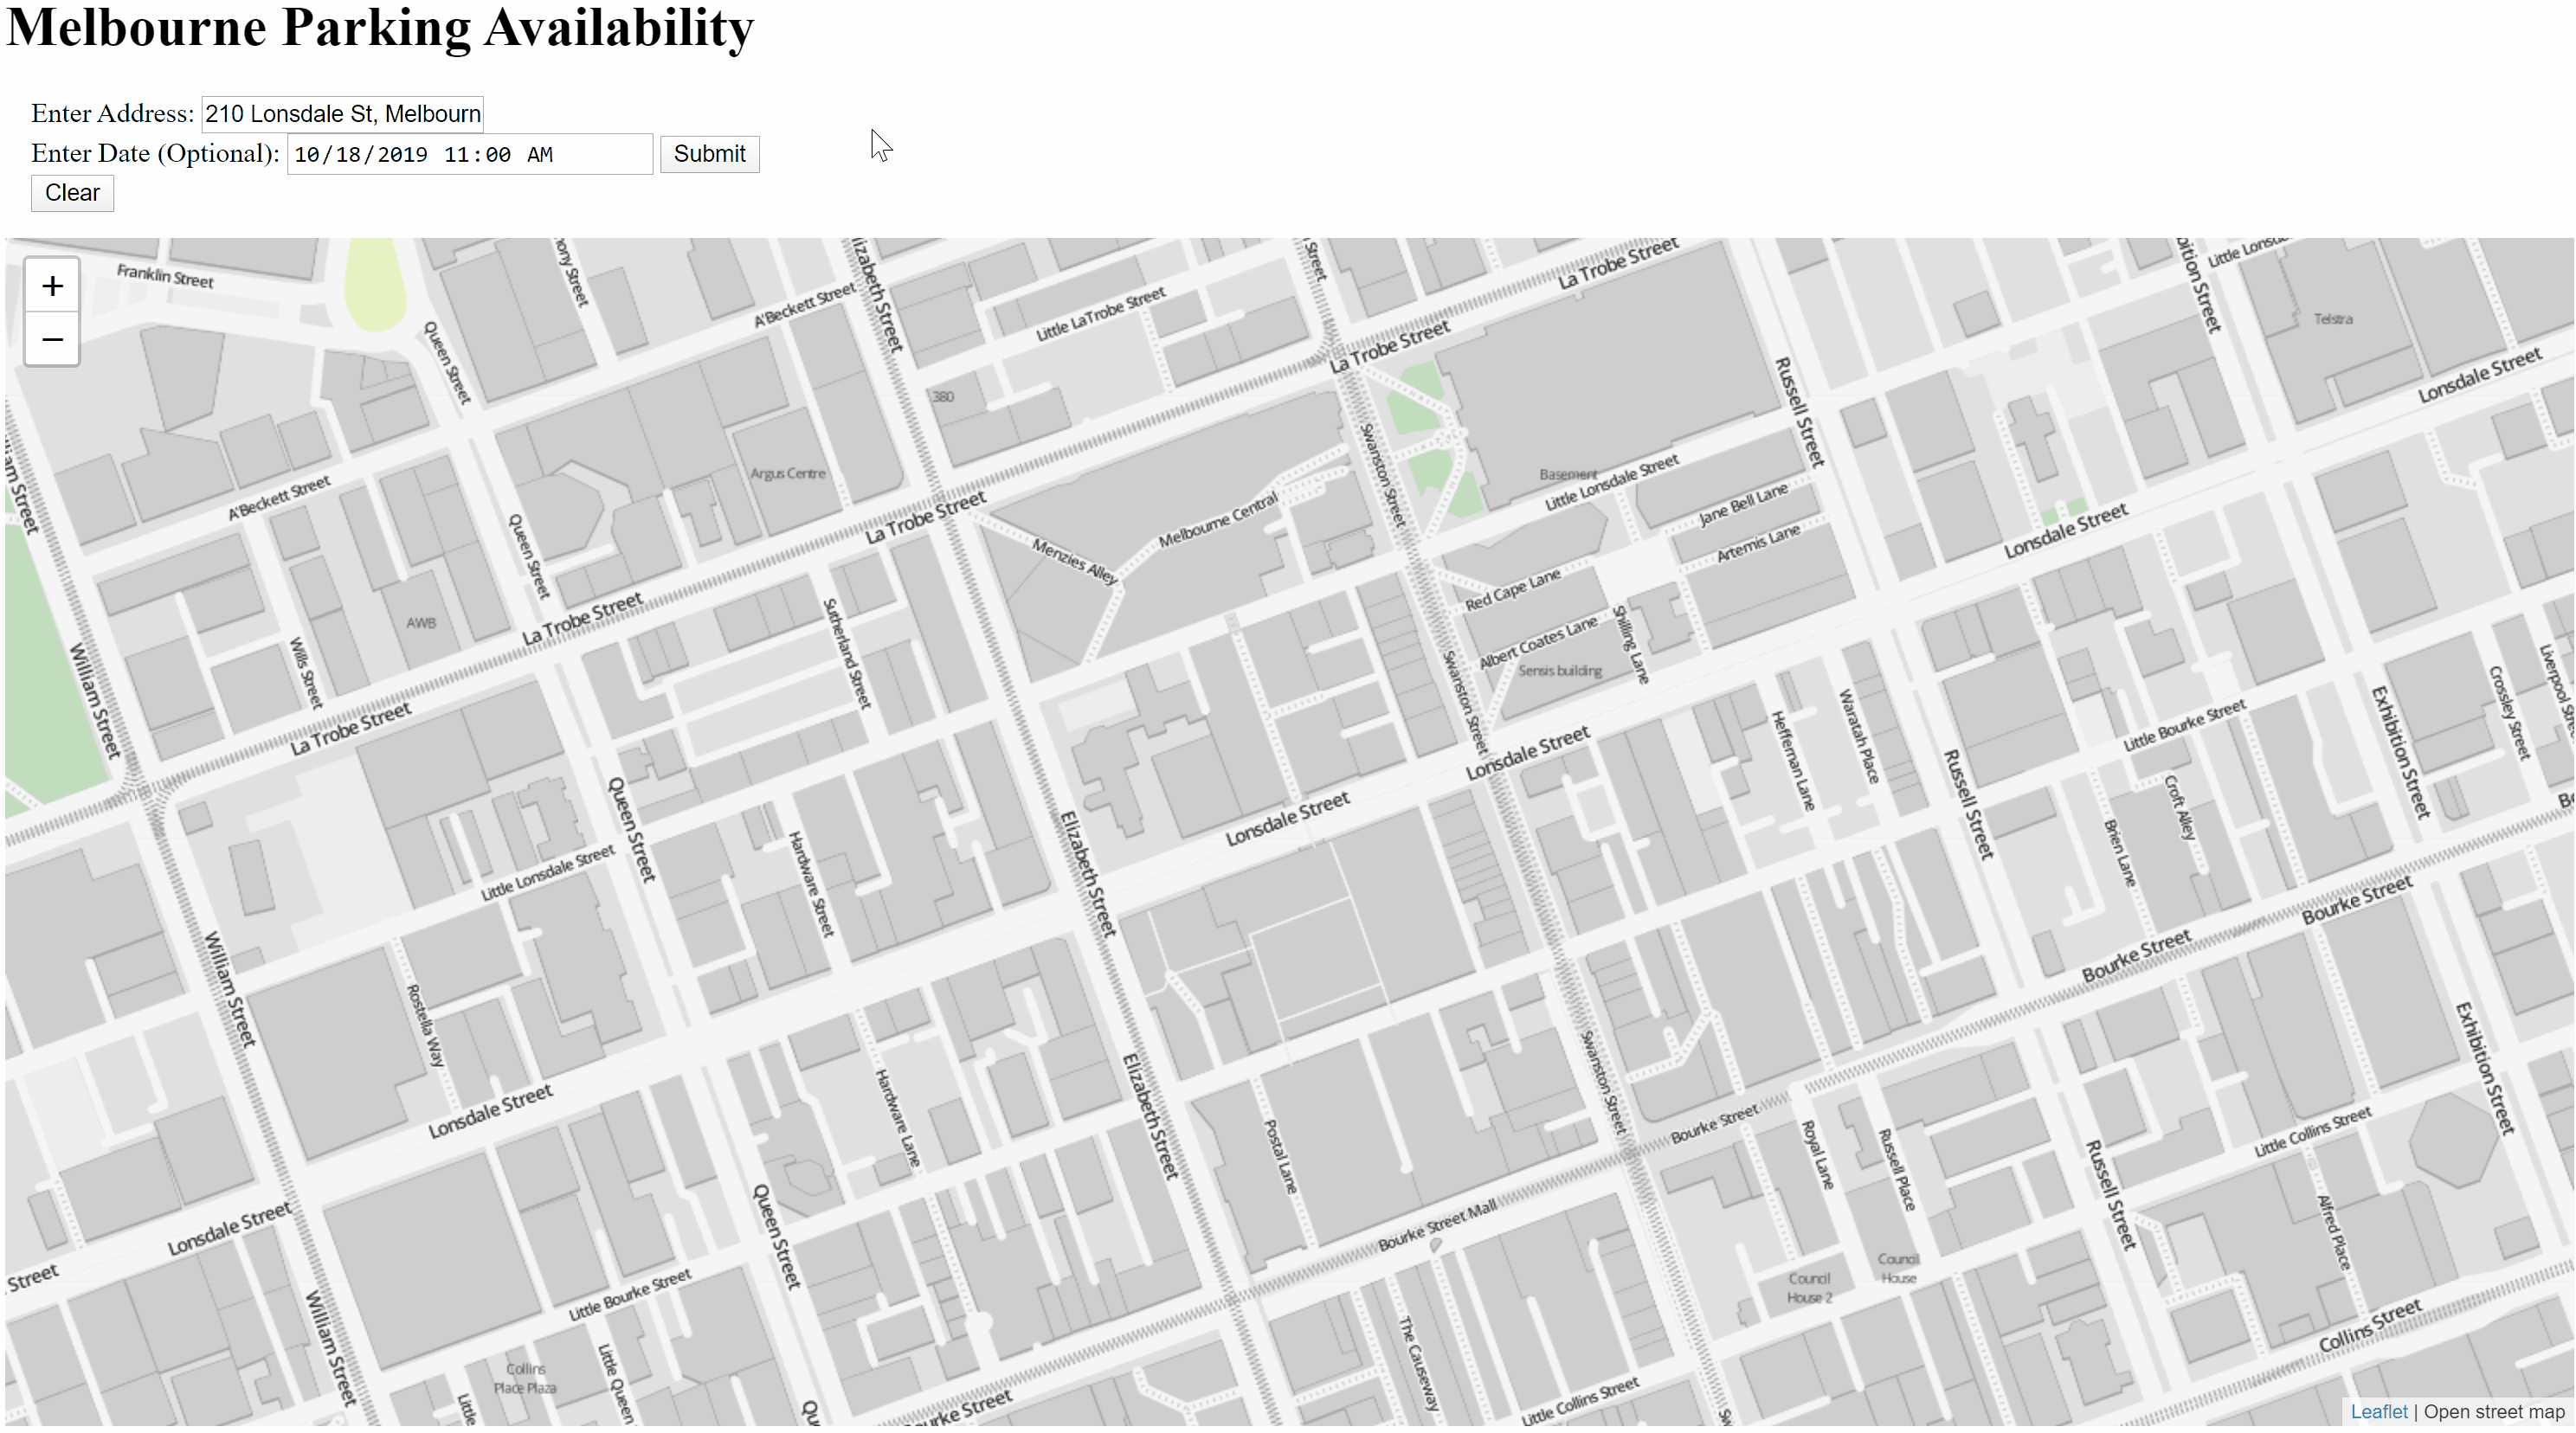 Melbourne Parking Availability
Enter Address: 210 Lonsdale St, Melbourn
Enter Date (Optional): 10/18/2019 11:00 AM Submit
Clear
+
−
Franklin Street
Queen Street
A'Beckett Street
Elizabeth Street
Little LaTrobe Street
Street
La Trobe Street
La Trobe Street
Little Lonsd
Telstra
Lonsdale Street
380
Russell Street
Argus Centre
Swanston Street
Basement
Little Lonsdale Street
A'Beckett Street
Queen Street
La Trobe Street
Melbourne Central
Menzies Alley
Jane Bell Lane
Artemis Lane
Lonsdale Street
Red Cape Lane
AWB
La Trobe Street
Sutherland Street
Wills Street
William Street
La Trobe Street
Albert Coates Lane
Shilling Lane
Sensis building
Swanston Street
Lonsdale Street
Heffernan Lane
Waratah Place
Russell Street
Little Bourke Street
Exhibition Street
Crossley Street
Queen Street
Lonsdale Street
Little Lonsdale Street
Hardware Street
Elizabeth Street
Croft Alley
Brien Lane
Bourke Street
Bourke Street
William Street
Rostella Way
Lonsdale Street
Hardware Lane
Elizabeth Street
Postal Lane
Swanston Street
Bourke Street
Royal Lane
Russell Place
Russell Street
Little Collins Street
Exhibition Street
Alfred Place
Lonsdale Street
Street
Queen Street
Bourke Street Mall
Council
House
Council
House 2
William Street
Little Bourke Street
Collins
Place Plaza
Little Queen
Little
The Causeway
Little Collins Street
Collins Street
Leaflet | Open street map